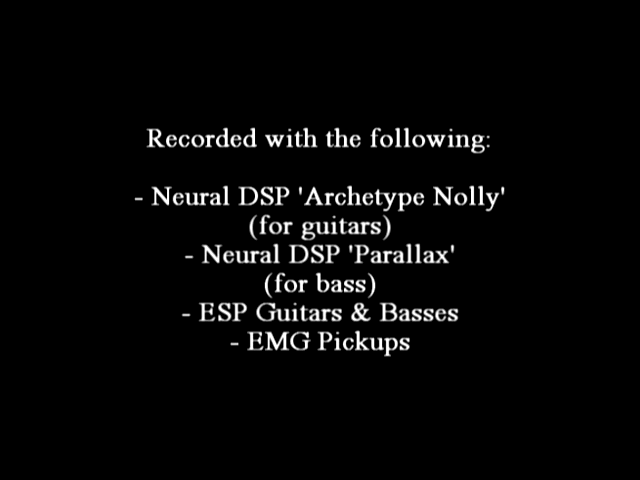 Recorded with the following:
- Neural DSP 'Archetype Nolly'
(for guitars)
- Neural DSP 'Parallax'
(for bass)
- ESP Guitars & Basses
- EMG Pickups